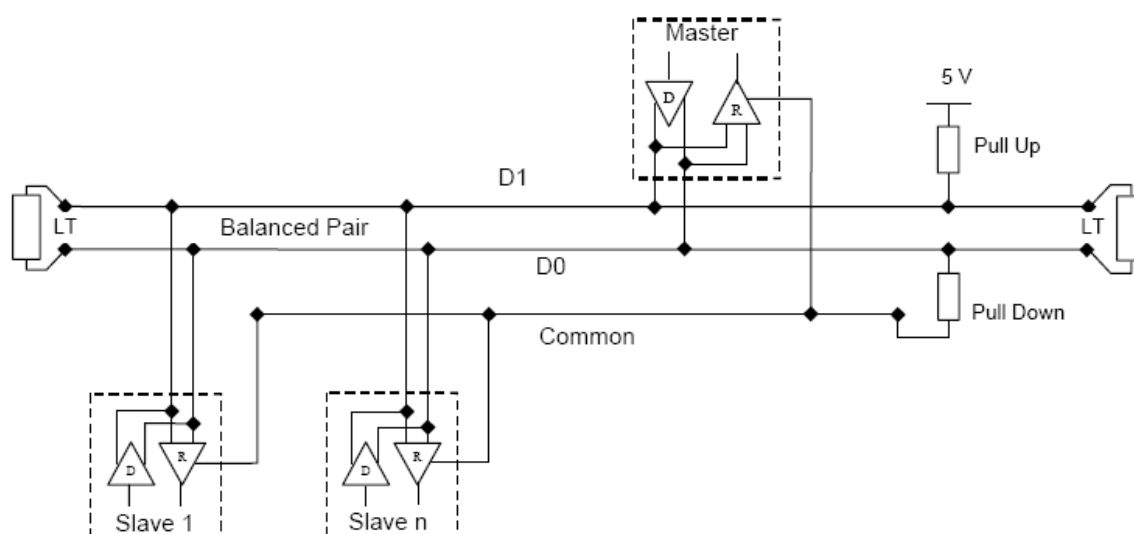 Master
D
R
5 V
Pull Up
D1
LT
Balanced Pair
LT
D0
Pull Down
Common
D
R
D
R
Slave 1
Slave n